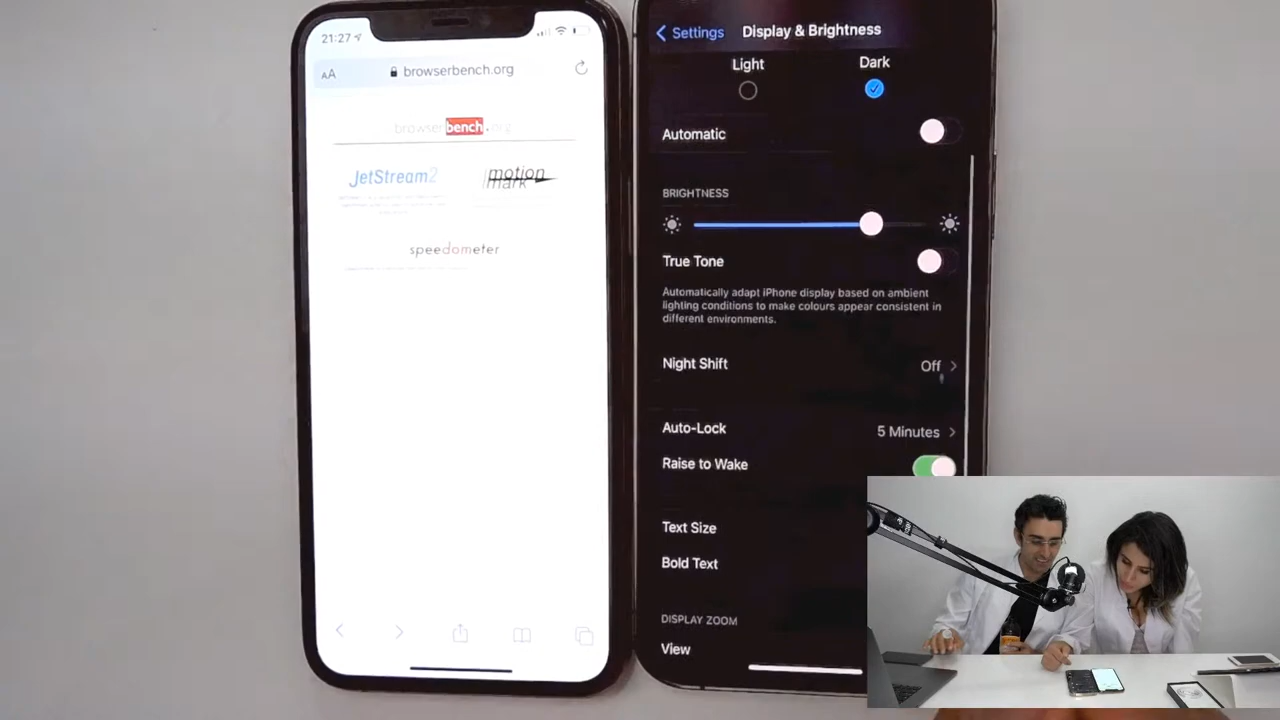 21:27
AA
browserbench.org
browserbench.org
JetStream2
motion
mark
speedometer
Settings
Display & Brightness
Light
Dark
Automatic
BRIGHTNESS
True Tone
Automatically adapt iPhone display based on ambient
lighting conditions to make colours appear consistent in
different environments.
Night Shift
Off
Auto-Lock
5 Minutes
Raise to Wake
Text Size
Bold Text
DISPLAY ZOOM
View